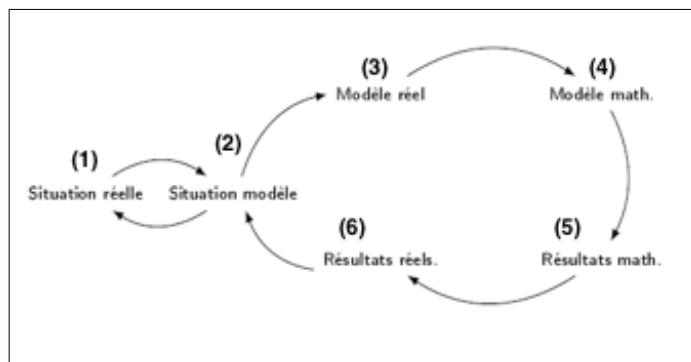 (3)
Modèle réel
(4)
Modèle math.
(1)
Situation réelle
(2)
Situation modèle
(6)
Résultats réels.
(5)
Résultats math.